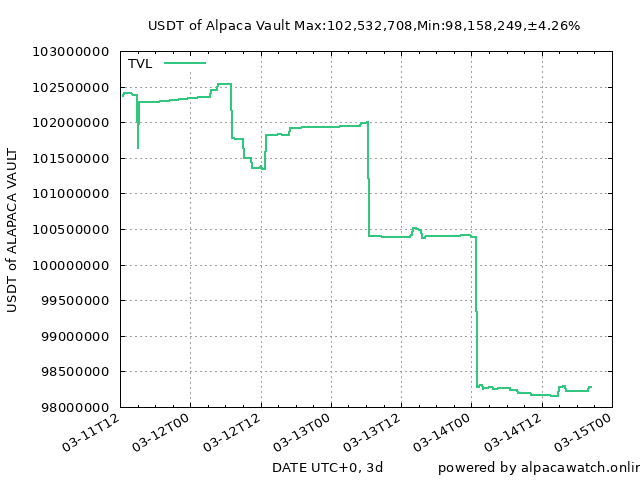 USDT of Alpaca Vault Max:102,532,708,Min:98,158,249,±4.26%
TVL
103000000
102500000
102000000
101500000
101000000
100500000
100000000
99500000
99000000
98500000
98000000
USDT of ALAPACA VAULT
03-11T12
03-12T00
03-12T12
03-13T00
03-13T12
03-14T00
03-14T12
03-15T00
DATE UTC+0, 3d
powered by alpacawatch.onlin